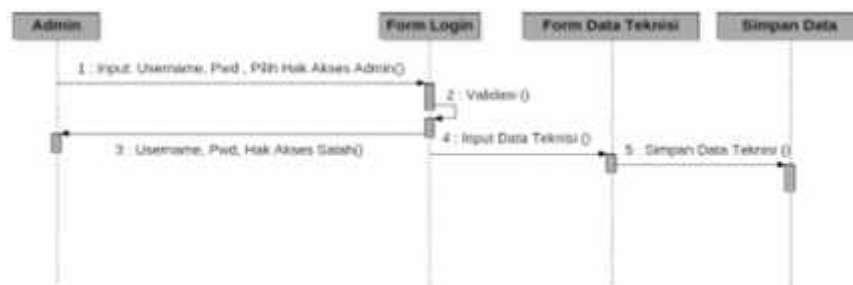 Admin
Form Login
Form Data Teknisi
Simpan Data
1 : Input Username, Pwd , Pilih Hak Akses Admin()
2 : Validasi ()
3 : Username, Pwd, Hak Akses Salah()
4 : Input Data Teknisi ()
5 : Simpan Data Teknisi ()